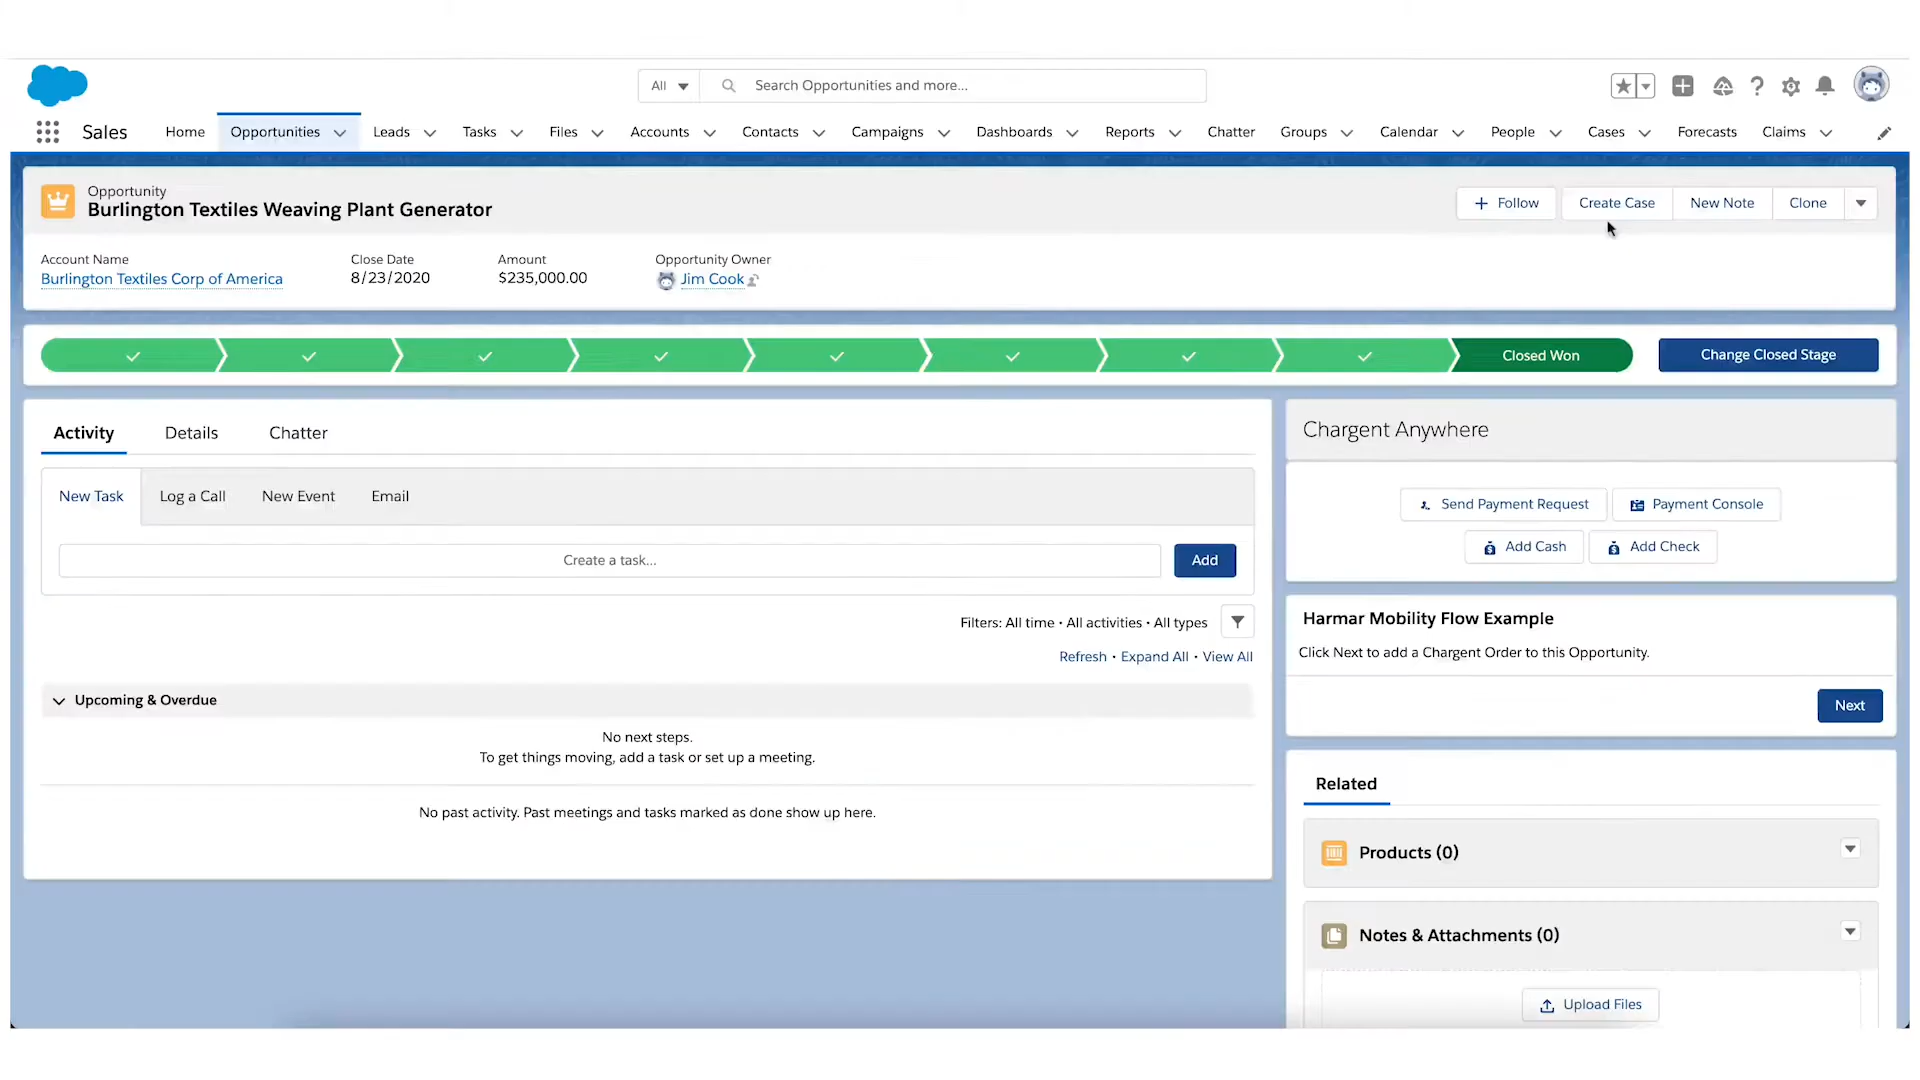 All
Search Opportunities and more...
Sales
Home
Opportunities
Leads
Tasks
Files
Accounts
Contacts
Campaigns
Dashboards
Reports
Chatter
Groups
Calendar
People
Cases
Forecasts
Claims
Opportunity
Burlington Textiles Weaving Plant Generator
Follow
Create Case
New Note
Clone
Account Name
Burlington Textiles Corp of America
Close Date
8/23/2020
Amount
$235,000.00
Opportunity Owner
Jim Cook
Closed Won
Change Closed Stage
Activity
Details
Chatter
New Task
Log a Call
New Event
Email
Create a task...
Add
Filters: All time • All activities • All types
Refresh • Expand All • View All
Upcoming & Overdue
No next steps.
To get things moving, add a task or set up a meeting.
No past activity. Past meetings and tasks marked as done show up here.
Chargent Anywhere
Send Payment Request
Payment Console
Add Cash
Add Check
Harmar Mobility Flow Example
Click Next to add a Chargent Order to this Opportunity.
Next
Related
Products (0)
Notes & Attachments (0)
Upload Files